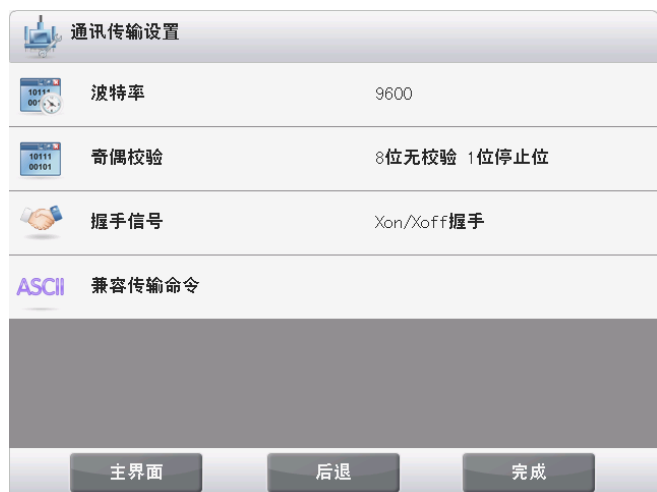 通讯传输设置
波特率 9600
奇偶校验 8位无校验 1位停止位
握手信号 Xon/Xoff握手
ASCII 兼容传输命令
主界面 后退 完成